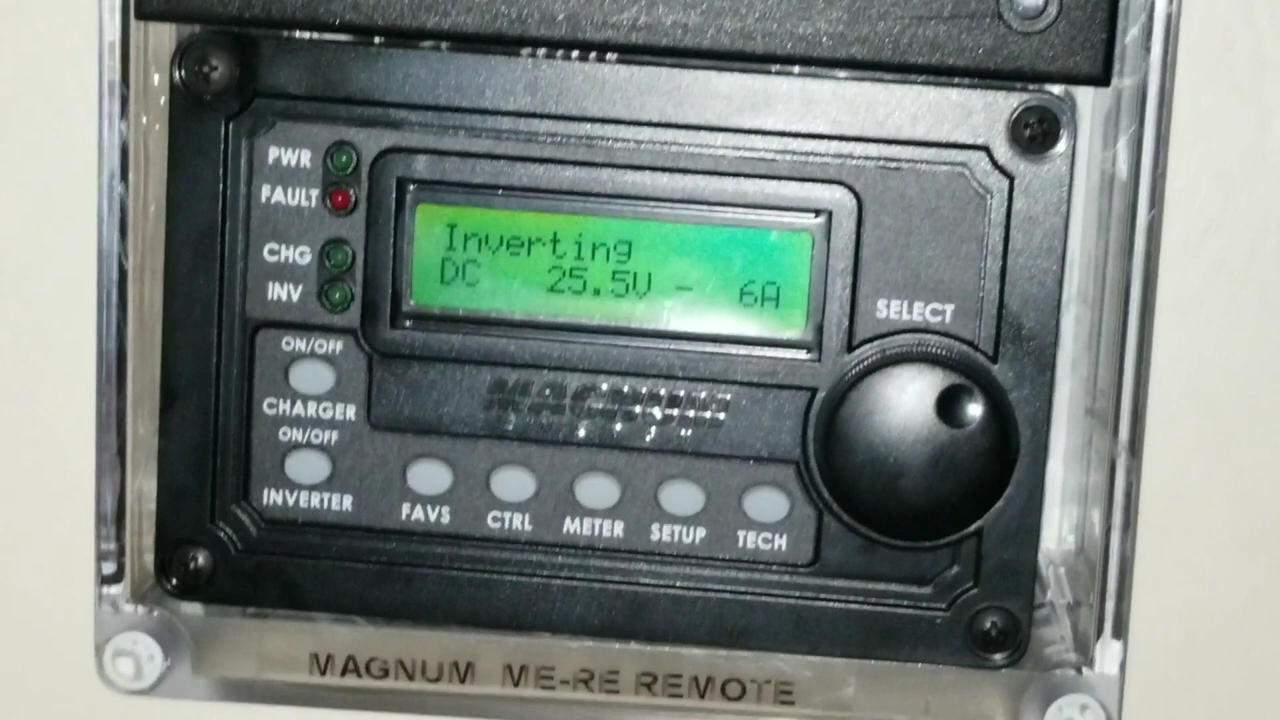 PWR
FAULT
CHG
INV
Inverting
DC 25.5V - 6A
SELECT
ON/OFF
CHARGER
ON/OFF
INVERTER
MAGNUM
FAVS
CTRL
METER
SETUP
TECH
MAGNUM ME-RE REMOTE